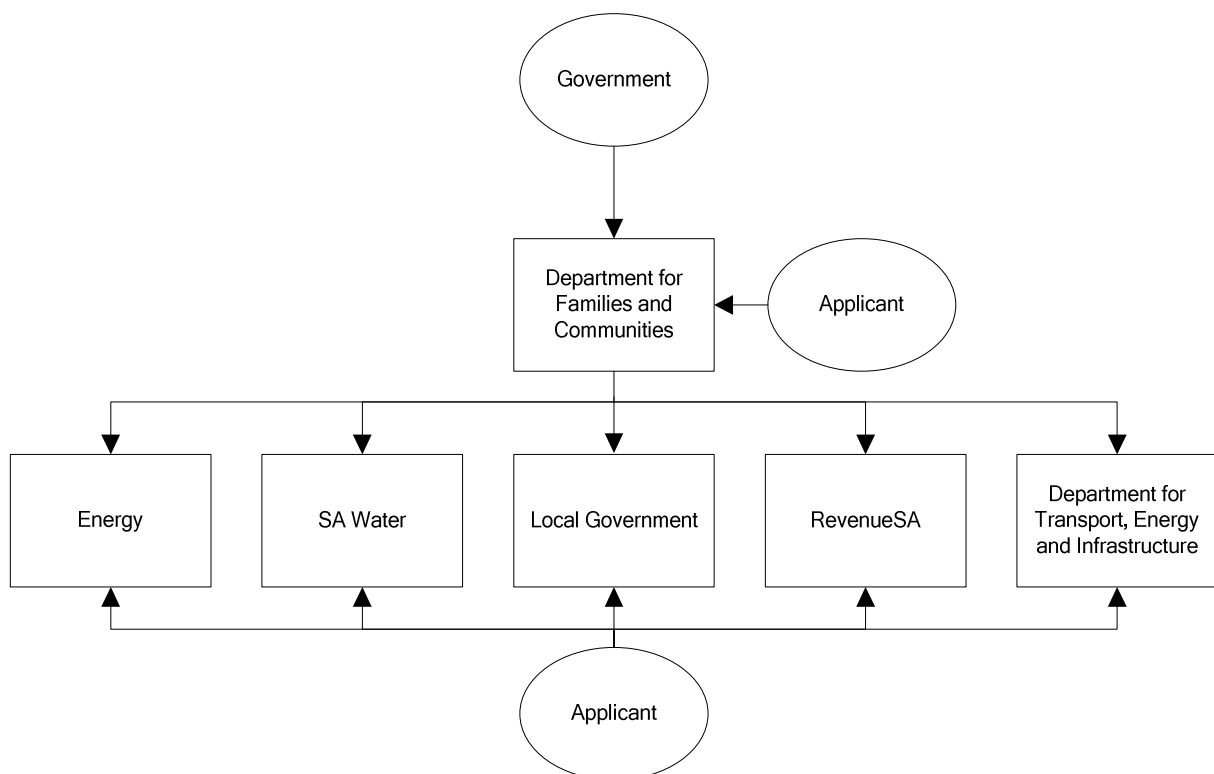 Government
Department for
Families and
Communities
Applicant
Energy
SA Water
Local Government
RevenueSA
Department for
Transport, Energy
and Infrastructure
Applicant